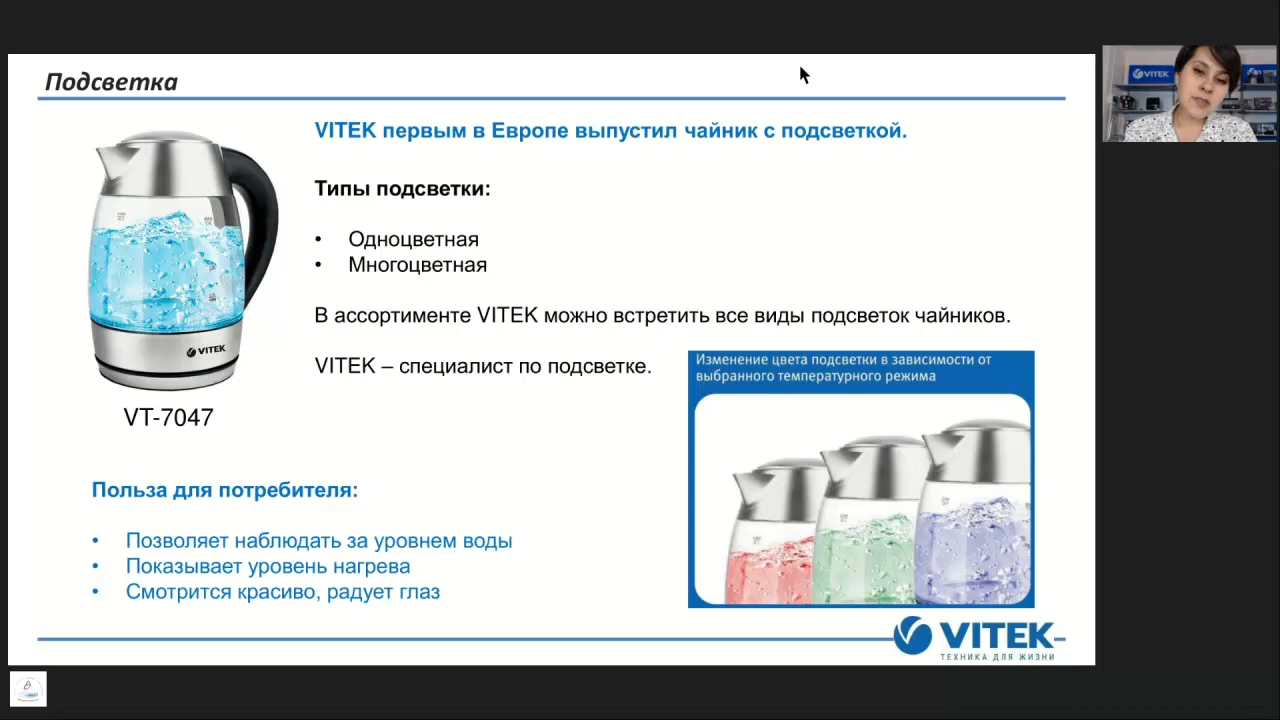 Подсветка
VITEK первым в Европе выпустил чайник с подсветкой.
Типы подсветки:
• Одноцветная
• Многоцветная
В ассортименте VITEK можно встретить все виды подсветок чайников.
VITEK – специалист по подсветке.
VITEK
VT-7047
Изменение цвета подсветки в зависимости от
выбранного температурного режима
Польза для потребителя:
• Позволяет наблюдать за уровнем воды
• Показывает уровень нагрева
• Смотрится красиво, радует глаз
VITEK
ТЕХНИКА ДЛЯ ЖИЗНИ
VITEK